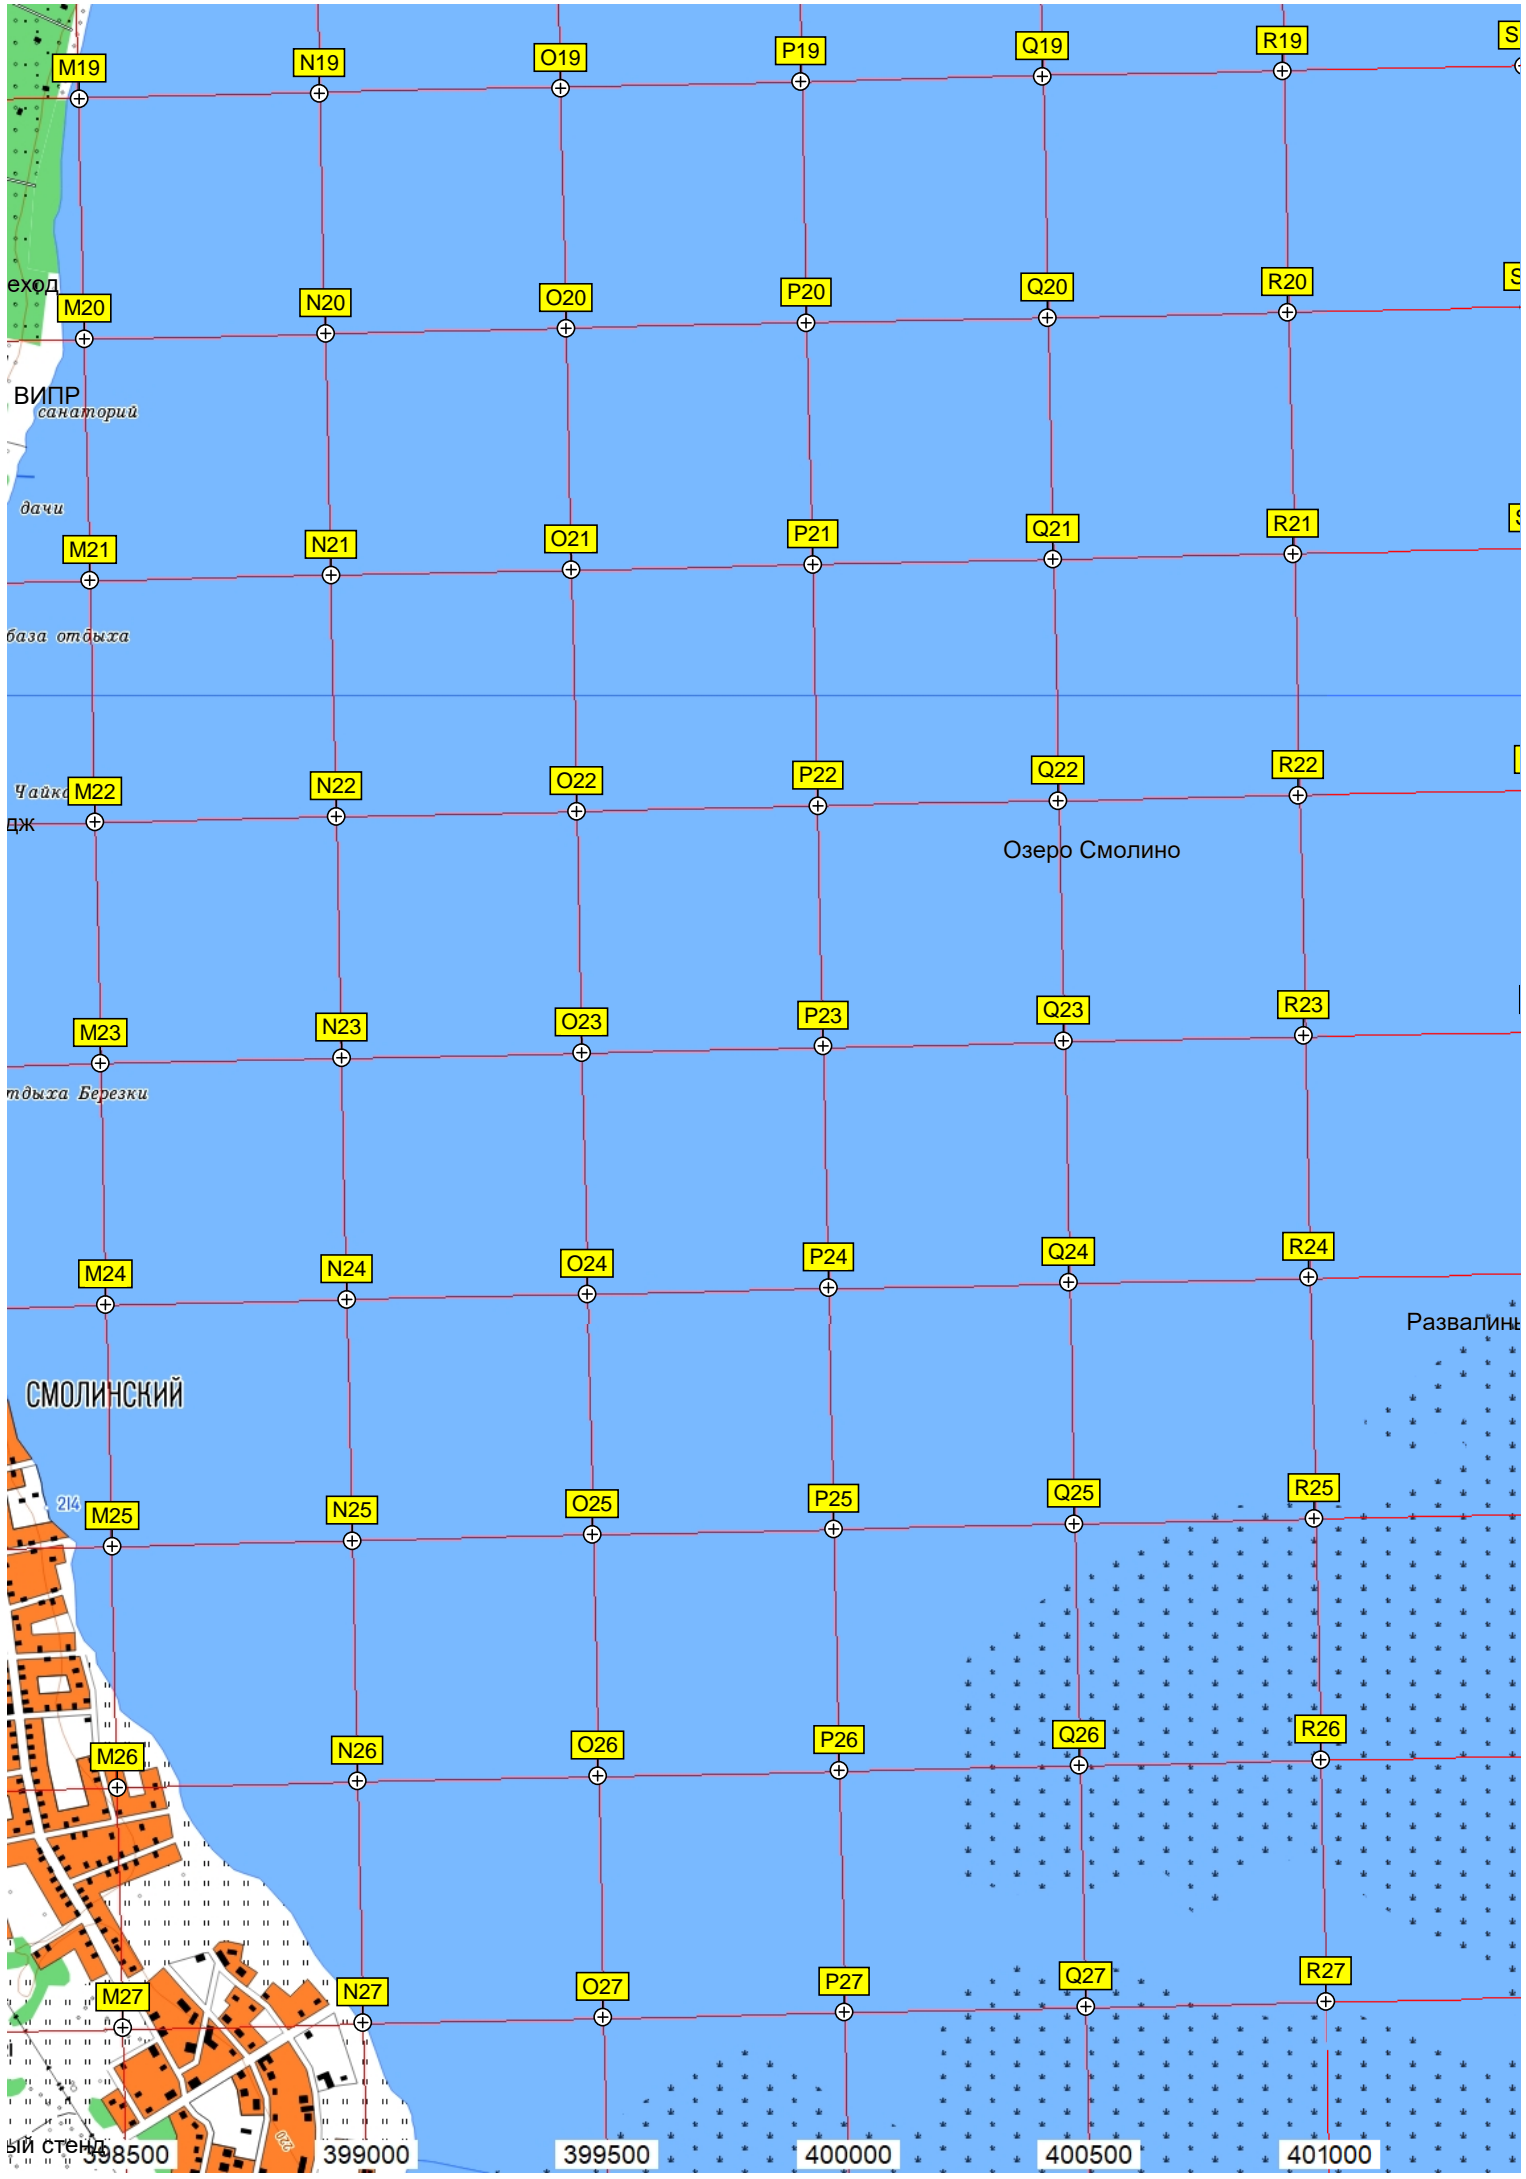 M19 N19 O19 P19 Q19 R19 S
еход
M20 N20 O20 P20 Q20 R20
ВИПР
санаторий
дачи
M21 N21 O21 P21 Q21 R21
база отдыха
Чайка
M22 N22 O22 P22 Q22 R22
дж
Озеро Смолино
M23 N23 O23 P23 Q23 R23
тдыха Березки
M24 N24 O24 P24 Q24 R24
Развалины
СМОЛИНСКИЙ
214
M25 N25 O25 P25 Q25 R25
M26 N26 O26 P26 Q26 R26
M27 N27 O27 P27 Q27 R27
220
ый стенд
398500 399000 399500 400000 400500 401000